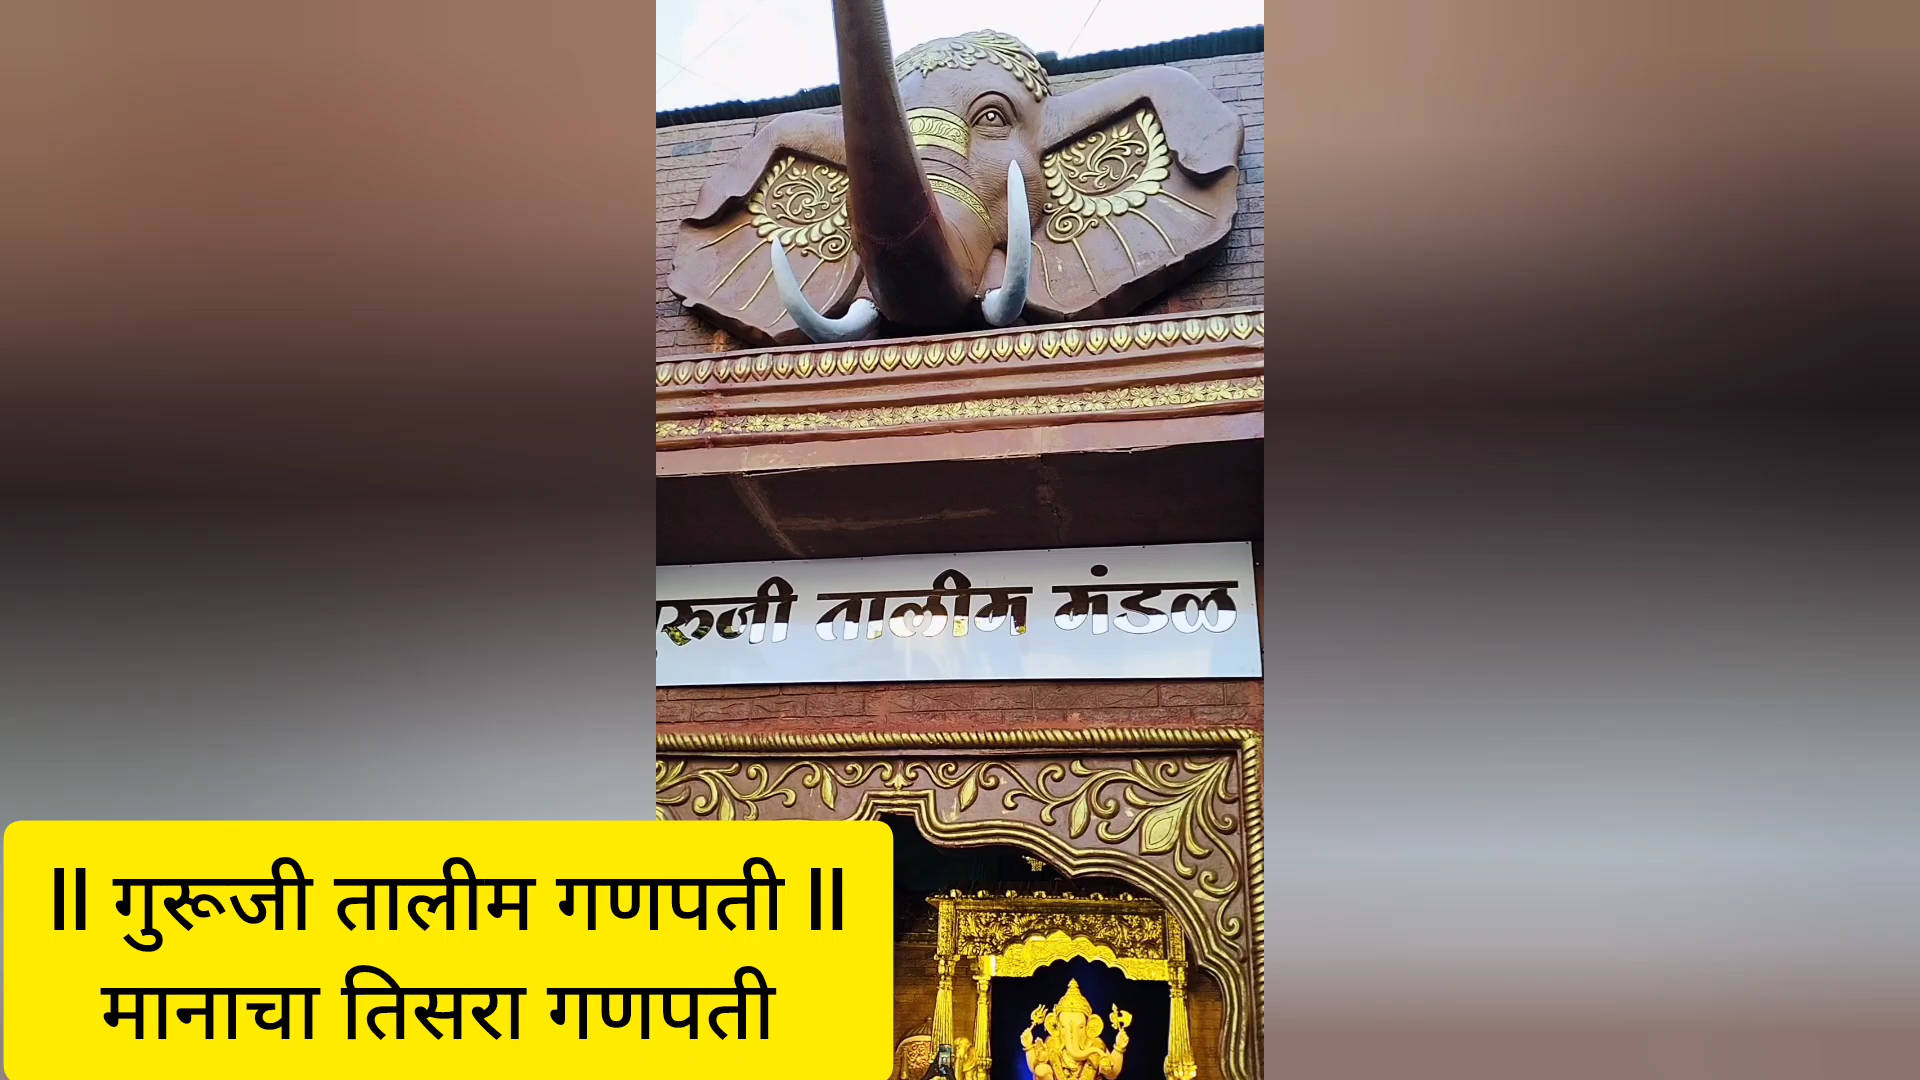 रुजी तालीम मंडळ
॥ गुरूजी तालीम गणपती ॥
मानाचा तिसरा गणपती